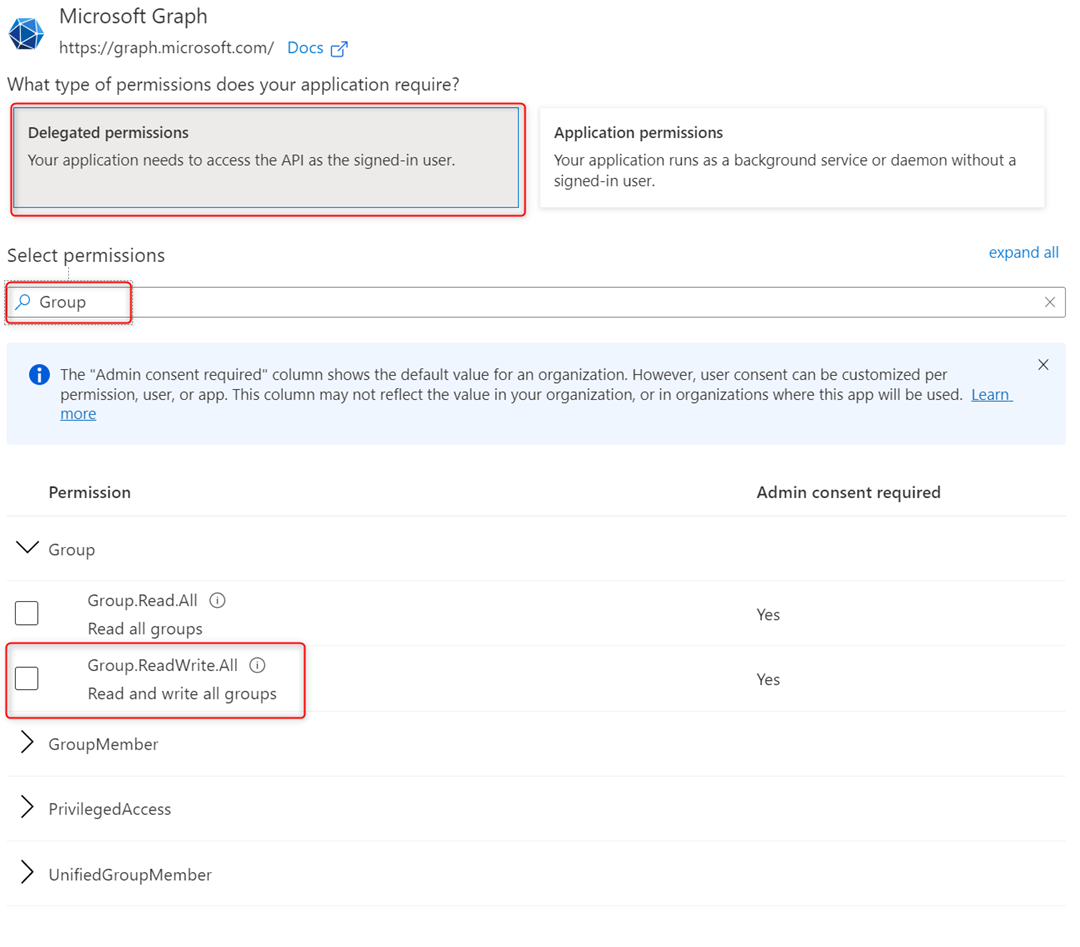 Microsoft Graph
https://graph.microsoft.com/ Docs
What type of permissions does your application require?
Delegated permissions
Your application needs to access the API as the signed-in user.
Application permissions
Your application runs as a background service or daemon without a
signed-in user.
Select permissions
expand all
Group
The "Admin consent required" column shows the default value for an organization. However, user consent can be customized per
permission, user, or app. This column may not reflect the value in your organization, or in organizations where this app will be used. Learn
more
Permission Admin consent required
Group
Group.Read.All
Read all groups
Yes
Group.ReadWrite.All
Read and write all groups
Yes
GroupMember
PrivilegedAccess
UnifiedGroupMember